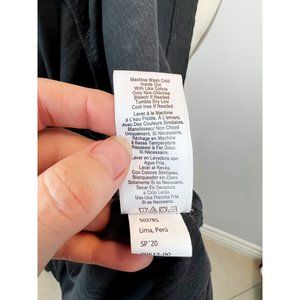 Machine Wash Cold
Inside Out.
With Like Colors
Only Non-Chlorine
Bleach If Needed
Tumble Dry Low
Cool Iron If Needed
Laver à la Machine
à L'eau Froide, À L'envers.
Avec Des Couleurs Similaires.
Blanchisseur Non Chloré
Uniquement, Si Nécessaire.
Séchage en Machine
à Basse Température.
Repasser à Fer Doux
Si Nécessaire.
Lavar en Lavadora con
Agua Fría
Lavar al Revés.
Con Colores Similares.
Blanqueador sin Cloro
Solamente Si es Necesario.
Secar En Secadora
a Ciclo Lento.
Use una Plancha Fría
Si es Necesario.
5037RS
Lima, Perú
SP '20
00613-00